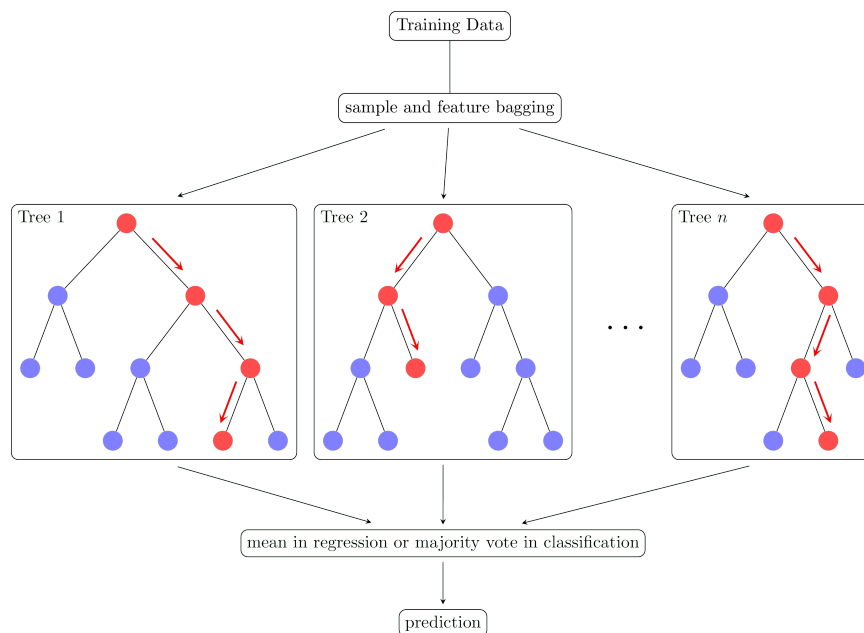 Training Data
sample and feature bagging
Tree 1
Tree 2
Tree n
. . .
mean in regression or majority vote in classification
prediction